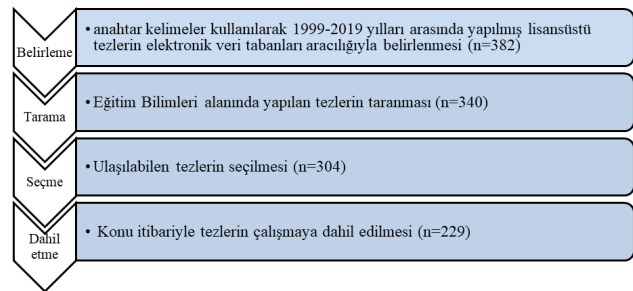 Belirleme
• anahtar kelimeler kullanılarak 1999-2019 yılları arasında yapılmış lisansüstü
tezlerin elektronik veri tabanları aracılığıyla belirlenmesi (n=382)
Tarama
• Eğitim Bilimleri alanında yapılan tezlerin taranması (n=340)
Seçme
• Ulaşılabilen tezlerin seçilmesi (n=304)
Dahil
etme
• Konu itibariyle tezlerin çalışmaya dahil edilmesi (n=229)